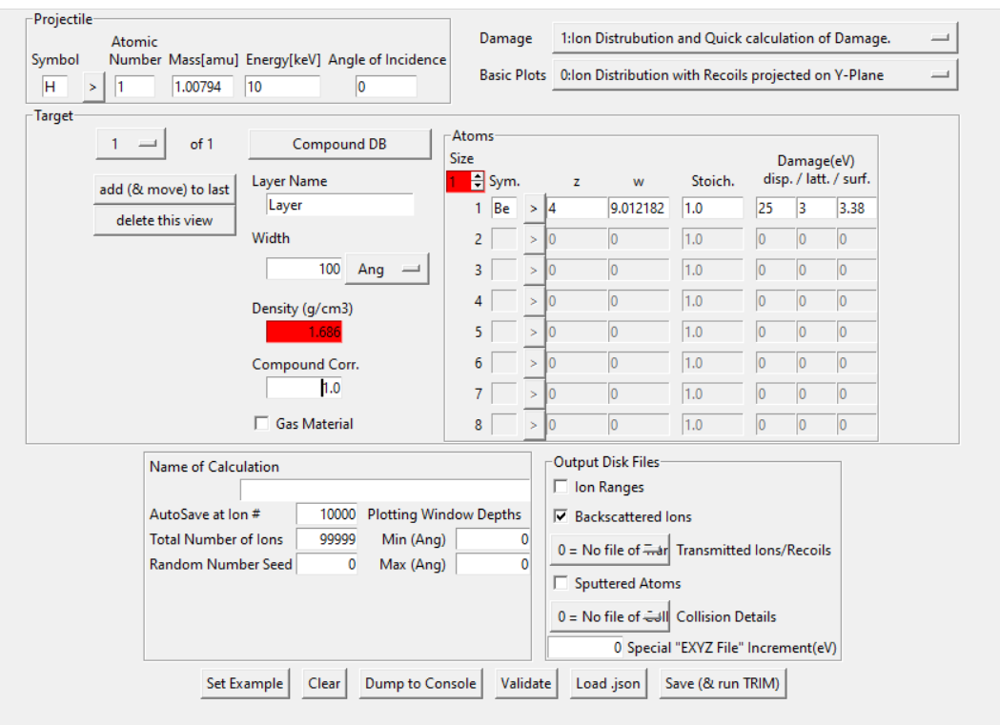 Projectile
Symbol Atomic Number Mass[amu] Energy[keV] Angle of Incidence
H > 1 1.00794 10 0
Damage 1:Ion Distrubution and Quick calculation of Damage.
Basic Plots 0:Ion Distribution with Recoils projected on Y-Plane
Target
1 of 1 Compound DB
add (& move) to last
delete this view
Layer Name
Layer
Width
100 Ang
Density (g/cm3)
1.686
Compound Corr.
1.0
Gas Material
Atoms
Size
1 Sym. z w Stoich. Damage(eV) disp. / latt. / surf.
1 Be > 4 9.012182 1.0 25 3 3.38
2 > 0 0 1.0 0 0 0
3 > 0 0 1.0 0 0 0
4 > 0 0 1.0 0 0 0
5 > 0 0 1.0 0 0 0
6 > 0 0 1.0 0 0 0
7 > 0 0 1.0 0 0 0
8 > 0 0 1.0 0 0 0
Name of Calculation
AutoSave at Ion # 10000 Plotting Window Depths
Total Number of Ions 99999 Min (Ang) 0
Random Number Seed 0 Max (Ang) 0
Output Disk Files
Ion Ranges
Backscattered Ions
0 = No file of Transmitted Ions/Recoils
Sputtered Atoms
0 = No file of Collision Details
0 Special "EXYZ File" Increment(eV)
Set Example Clear Dump to Console Validate Load .json Save (& run TRIM)